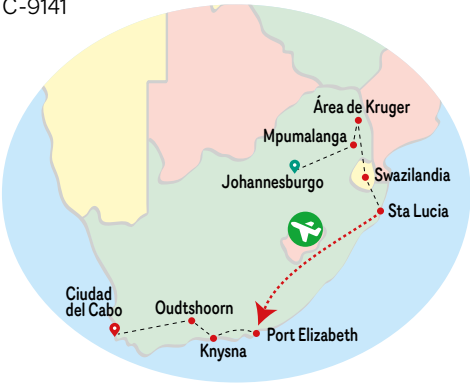 C-9141
Área de Kruger
Mpumalanga
Johannesburgo
Swazilandia
Sta Lucia
Ciudad
del Cabo
Oudtshoorn
Knysna
Port Elizabeth